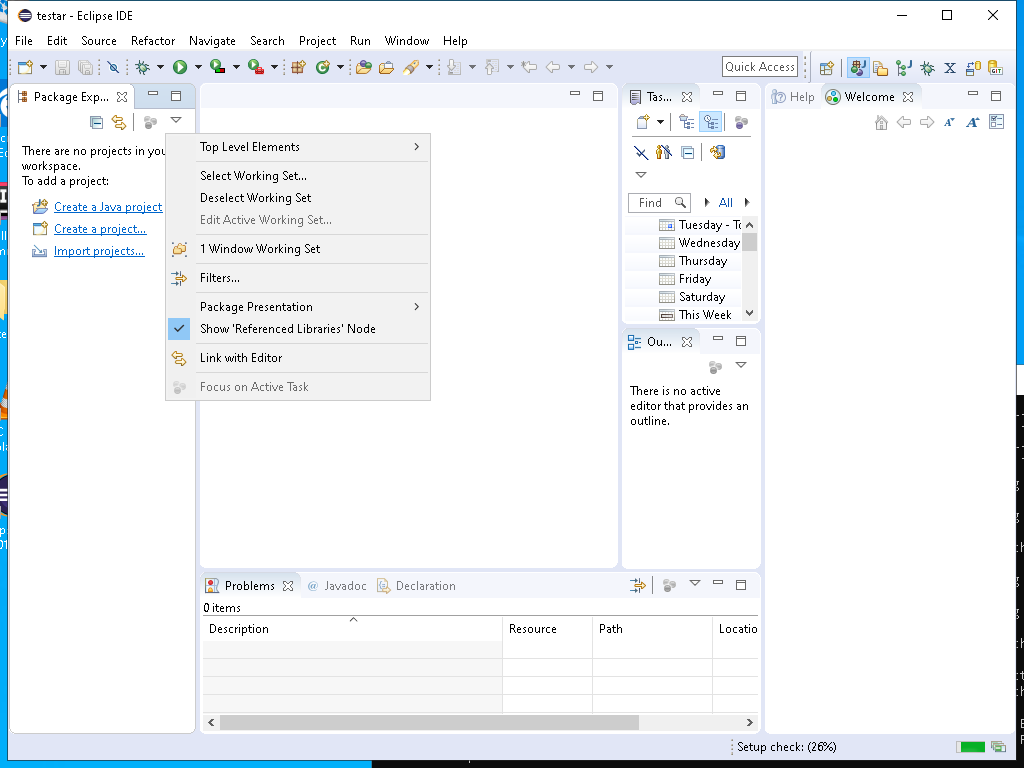 testar - Eclipse IDE
File Edit Source Refactor Navigate Search Project Run Window Help
Quick Access
Package Exp...
There are no projects in you
workspace.
To add a project:
Create a Java project
Create a project...
Import projects...
Top Level Elements
Select Working Set...
Deselect Working Set
Edit Active Working Set...
1 Window Working Set
Filters...
Package Presentation
Show 'Referenced Libraries' Node
Link with Editor
Focus on Active Task
Tas...
Find All
Tuesday - To
Wednesday
Thursday
Friday
Saturday
This Week
Ou...
There is no active
editor that provides an
outline.
Help Welcome
Problems @ Javadoc Declaration
0 items
Description Resource Path Locatio
Setup check: (26%)